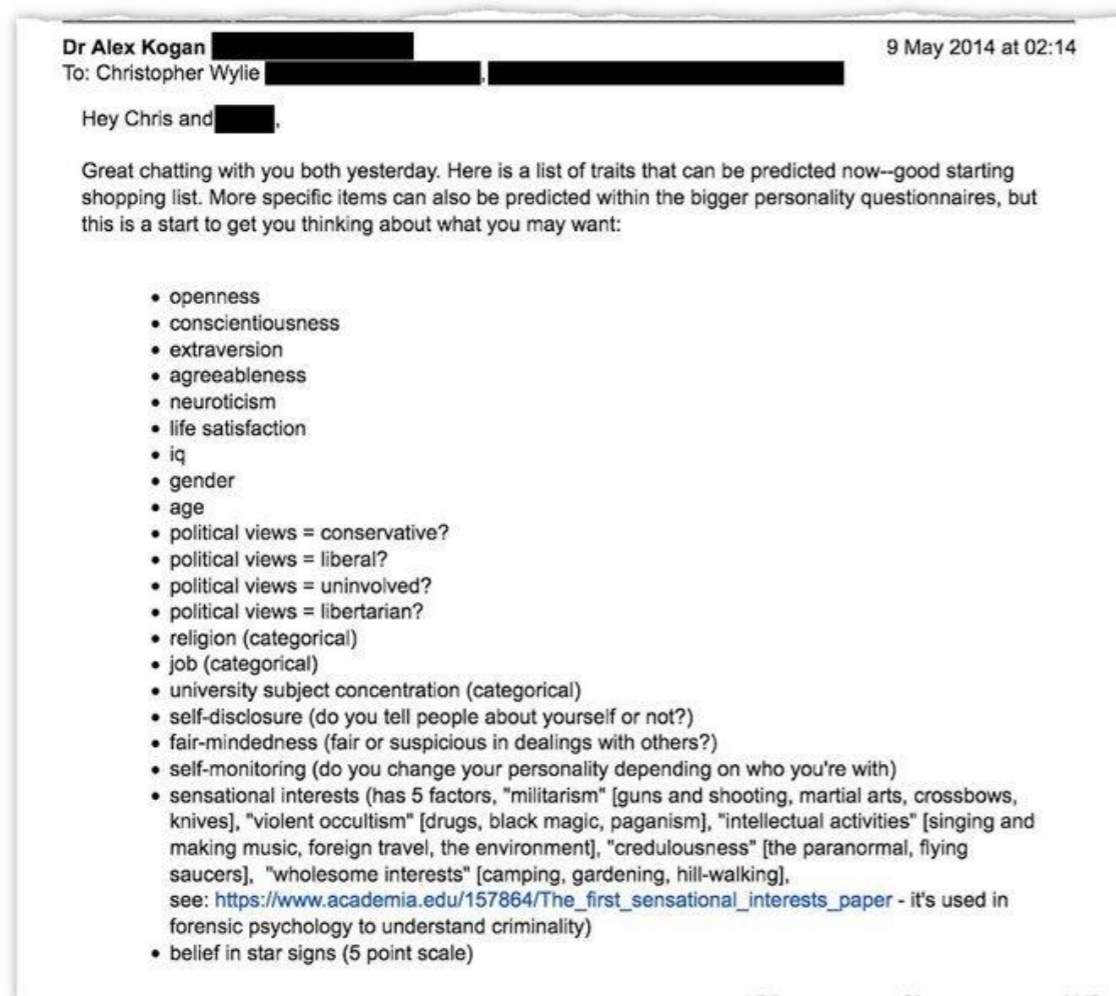 Dr Alex Kogan
9 May 2014 at 02:14
To: Christopher Wylie ,
Hey Chris and ,
Great chatting with you both yesterday. Here is a list of traits that can be predicted now--good starting
shopping list. More specific items can also be predicted within the bigger personality questionnaires, but
this is a start to get you thinking about what you may want:
• openness
• conscientiousness
• extraversion
• agreeableness
• neuroticism
• life satisfaction
• iq
• gender
• age
• political views = conservative?
• political views = liberal?
• political views = uninvolved?
• political views = libertarian?
• religion (categorical)
• job (categorical)
• university subject concentration (categorical)
• self-disclosure (do you tell people about yourself or not?)
• fair-mindedness (fair or suspicious in dealings with others?)
• self-monitoring (do you change your personality depending on who you're with)
• sensational interests (has 5 factors, "militarism" [guns and shooting, martial arts, crossbows,
knives], "violent occultism" [drugs, black magic, paganism], "intellectual activities" [singing and
making music, foreign travel, the environment], "credulousness" [the paranormal, flying
saucers], "wholesome interests" [camping, gardening, hill-walking],
see: https://www.academia.edu/157864/The_first_sensational_interests_paper - it's used in
forensic psychology to understand criminality)
• belief in star signs (5 point scale)